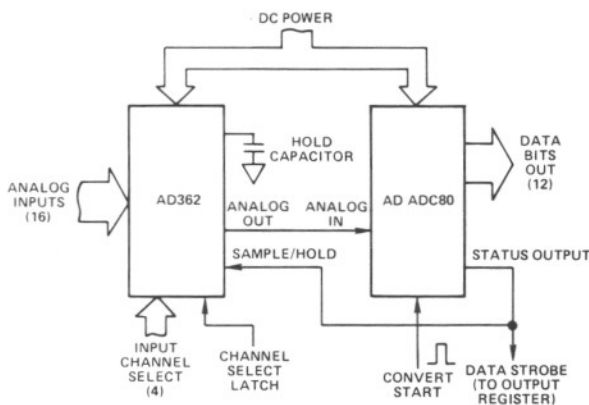 DC POWER
HOLD
CAPACITOR
DATA
BITS
OUT
(12)
ANALOG
INPUTS
(16)
AD362
AD ADC80
ANALOG
OUT
ANALOG
IN
SAMPLE/HOLD
STATUS OUTPUT
INPUT
CHANNEL
SELECT
(4)
CHANNEL
SELECT
LATCH
CONVERT
START
DATA STROBE
(TO OUTPUT
REGISTER)